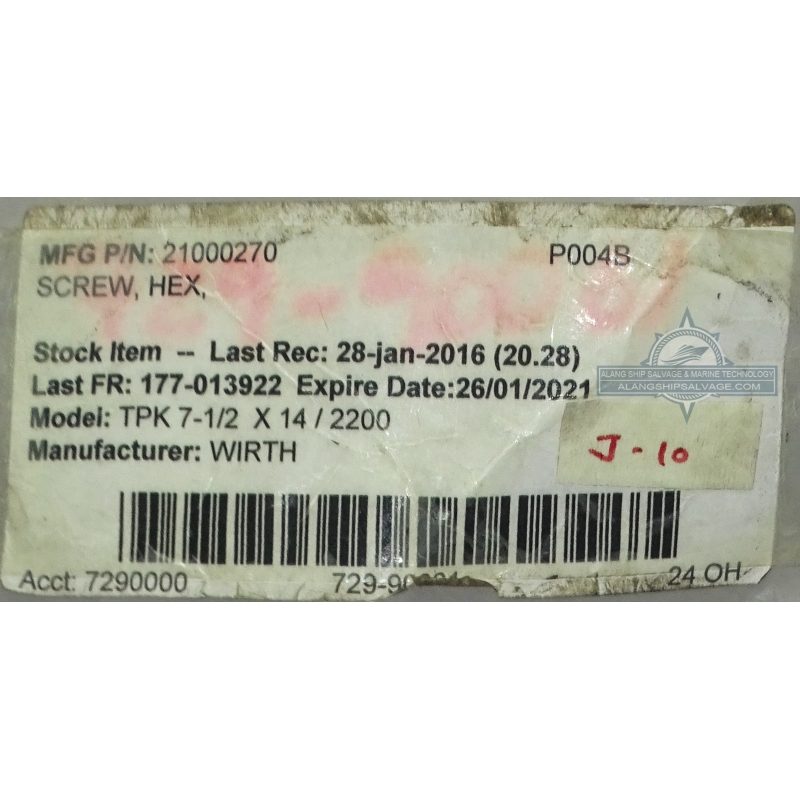 MFG P/N: 21000270 P004B
SCREW, HEX,
Stock Item -- Last Rec: 28-jan-2016 (20.28)
ALANG SHIP SALVAGE & MARINE TECHNOLOGY
ALANGSHIPSALVAGE.COM
Last FR: 177-013922 Expire Date:26/01/2021
Model: TPK 7-1/2 X 14 / 2200
Manufacturer: WIRTH
J-10
Acct: 7290000 24 OH